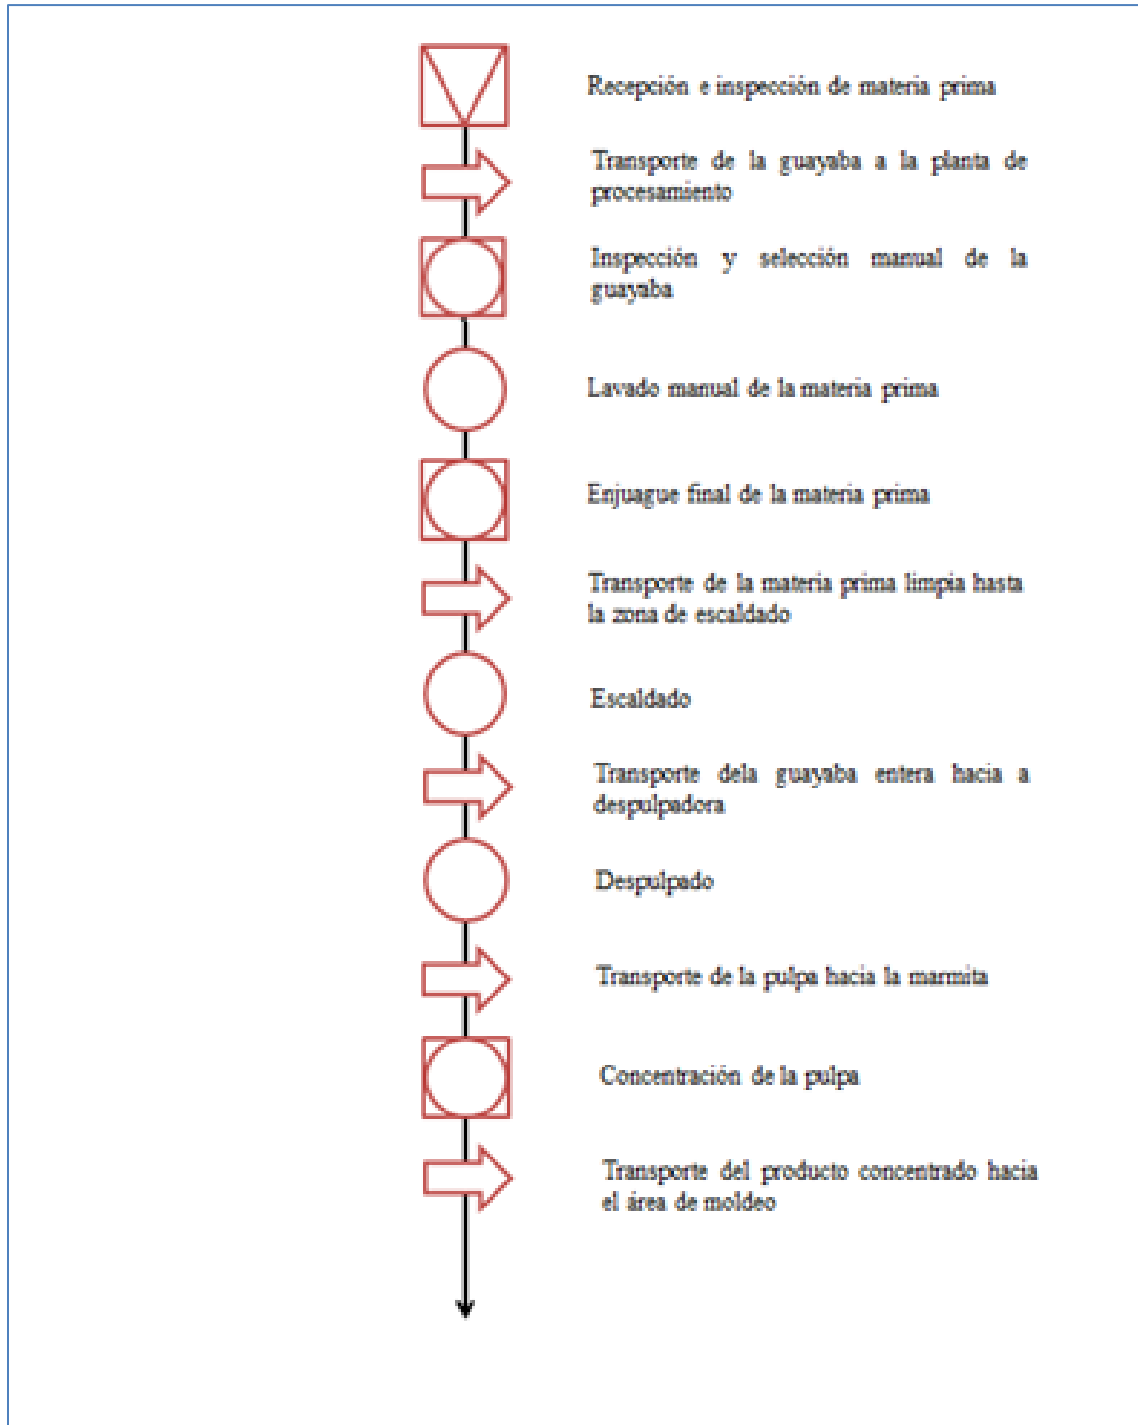 Recepción e inspección de materia prima
Transporte de la guayaba a la planta de
procesamiento
Inspección y selección manual de la
guayaba
Lavado manual de la materia prima
Enjuague final de la materia prima
Transporte de la materia prima limpia hasta
la zona de escaldado
Escaldado
Transporte dela guayaba entera hacia a
despulpadora
Despulpado
Transporte de la pulpa hacia la marmita
Concentración de la pulpa
Transporte del producto concentrado hacia
el área de moldeo